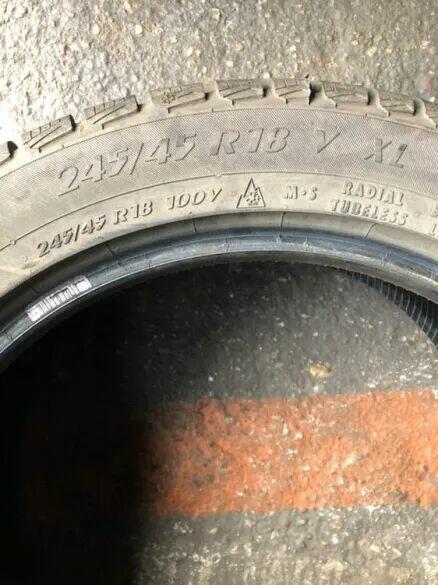 245/45 R18 V XL
245/45 R18 100V M·S RADIAL
TUBELESS